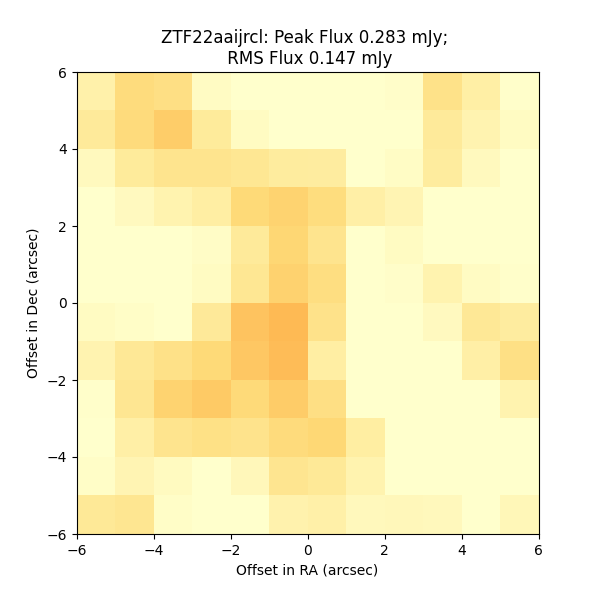 ZTF22aaijrcl: Peak Flux 0.283 mJy;
RMS Flux 0.147 mJy
6
4
2
0
−2
−4
−6
Offset in Dec (arcsec)
−6 −4 −2 0 2 4 6
Offset in RA (arcsec)